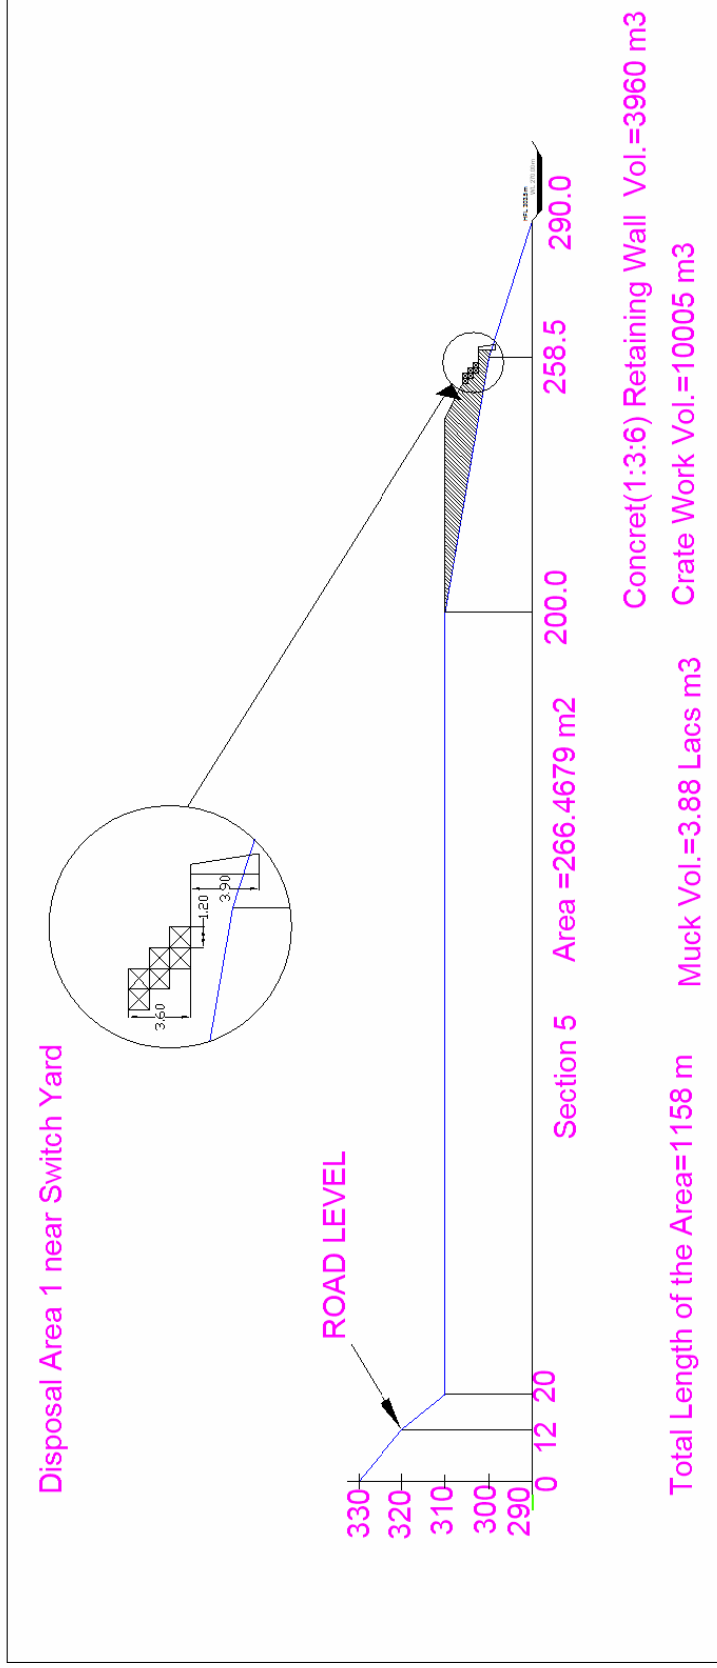 Disposal Area 1 near Switch Yard
3.60
1.20
3.90
ROAD LEVEL
330
320
310
300
290
0
12
20
200.0
258.5
290.0
Section 5
Area =266.4679 m2
Concret(1:3:6) Retaining Wall Vol.=3960 m3
Crate Work Vol.=10005 m3
Total Length of the Area=1158 m
Muck Vol.=3.88 Lacs m3